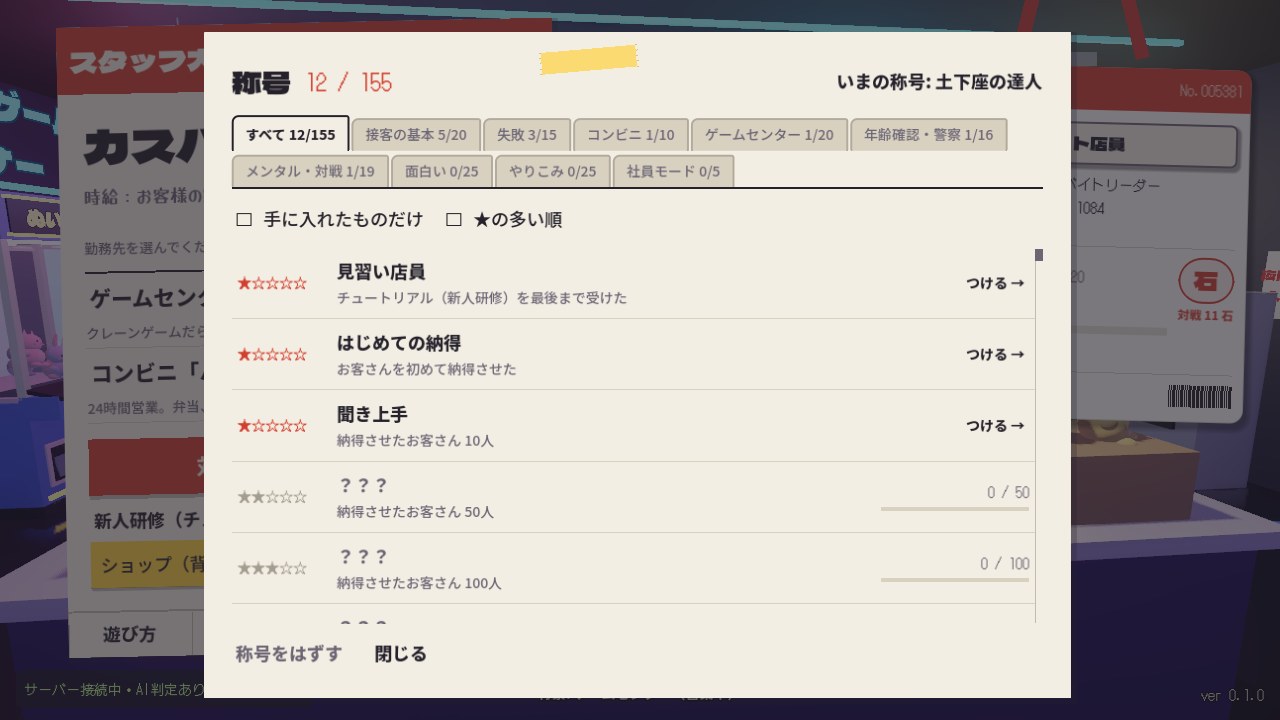 スタッフ
称号 12 / 155
いまの称号: 土下座の達人
No. 005381
すべて 12/155
接客の基本 5/20
失敗 3/15
コンビニ 1/10
ゲームセンター 1/20
年齢確認・警察 1/16
メンタル・対戦 1/19
面白い 0/25
やりこみ 0/25
社員モード 0/5
□ 手に入れたものだけ
□ ★の多い順
★☆☆☆☆
見習い店員
チュートリアル（新人研修）を最後まで受けた
つける→
★☆☆☆☆
はじめての納得
お客さんを初めて納得させた
つける→
★☆☆☆☆
聞き上手
納得させたお客さん 10人
つける→
★★☆☆☆
？？？
納得させたお客さん 50人
0 / 50
★★★☆☆
？？？
納得させたお客さん 100人
0 / 100
称号をはずす
閉じる
カスハ
時給：お客様の
勤務先を選んでくだ
ゲームセン
クレーンゲームだら
コンビニ「
24時間営業。弁当、
新人研修（チ
ショップ（背
遊び方
サーバー接続中・AI判定あり
ト店員
バイトリーダー
1084
20
石
対戦 11 石
ver 0.1.0